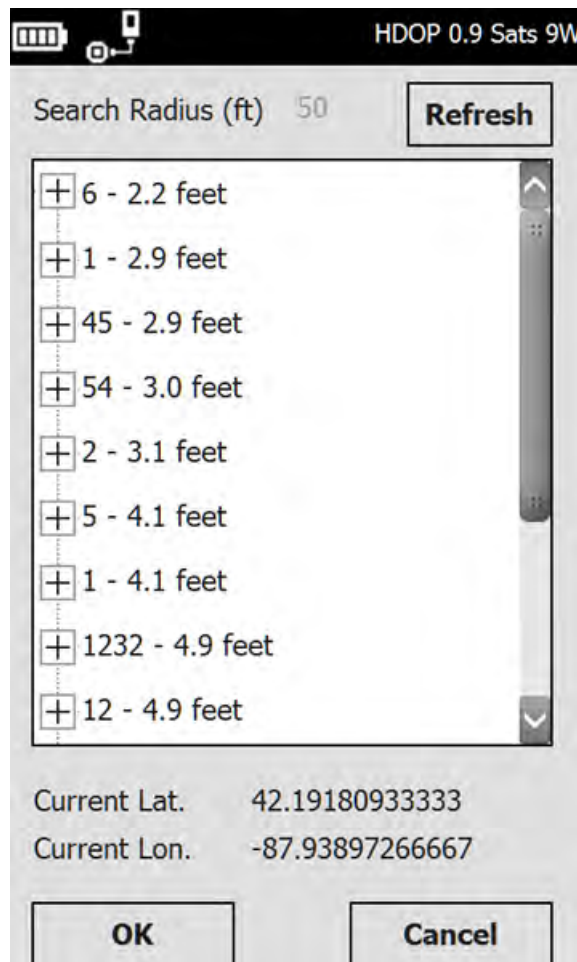 HDOP 0.9 Sats 9W
Search Radius (ft) 50 Refresh
6 - 2.2 feet
1 - 2.9 feet
45 - 2.9 feet
54 - 3.0 feet
2 - 3.1 feet
5 - 4.1 feet
1 - 4.1 feet
1232 - 4.9 feet
12 - 4.9 feet
Current Lat. 42.19180933333
Current Lon. -87.93897266667
OK Cancel